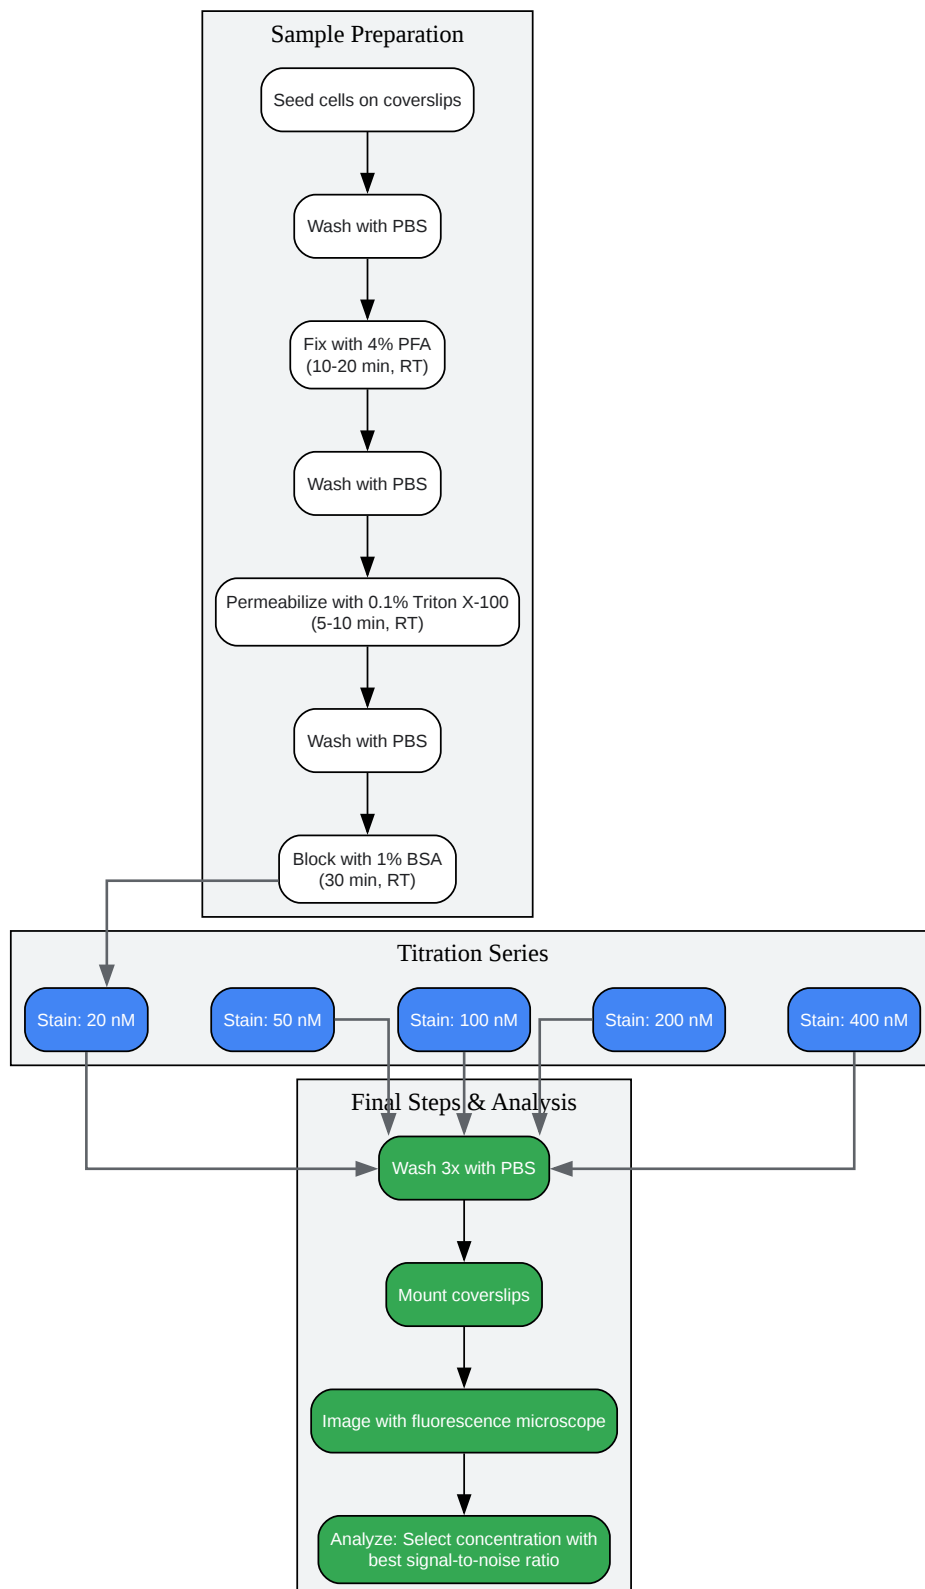 Sample Preparation
Seed cells on coverslips
Wash with PBS
Fix with 4% PFA
(10-20 min, RT)
Wash with PBS
Permeabilize with 0.1% Triton X-100
(5-10 min, RT)
Wash with PBS
Block with 1% BSA
(30 min, RT)
Titration Series
Stain: 20 nM
Stain: 50 nM
Stain: 100 nM
Stain: 200 nM
Stain: 400 nM
Final Steps & Analysis
Wash 3x with PBS
Mount coverslips
Image with fluorescence microscope
Analyze: Select concentration with
best signal-to-noise ratio